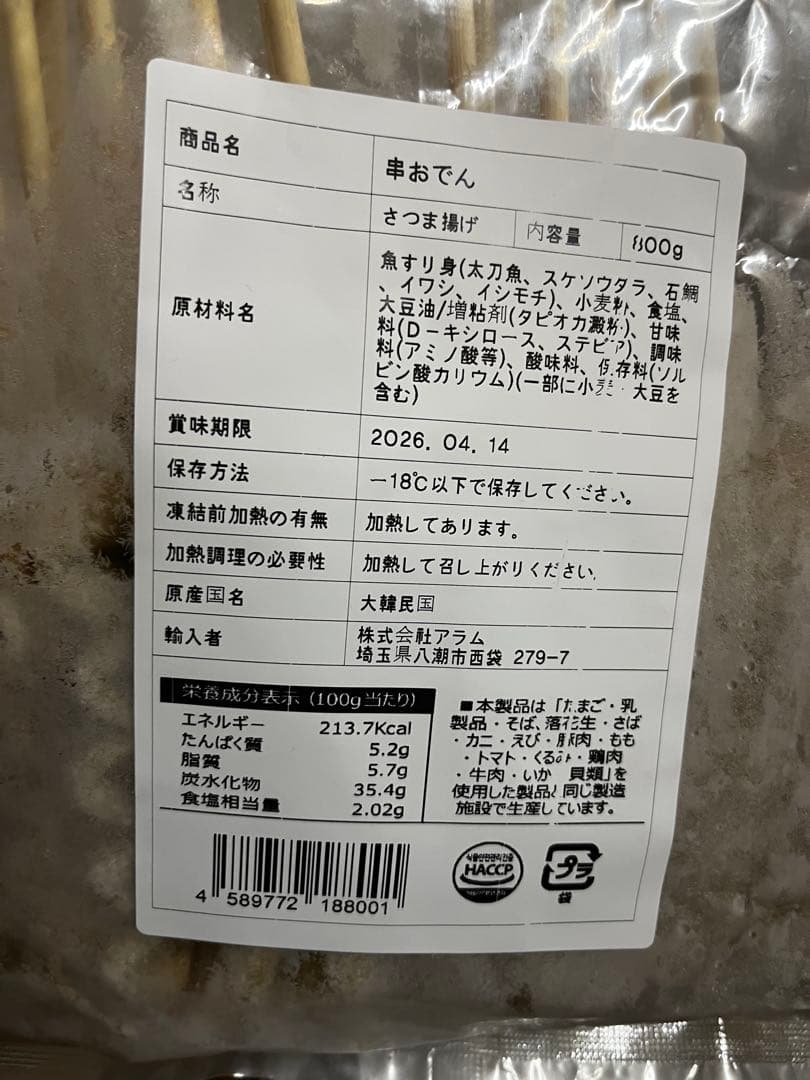 商品名 串おでん
名称 さつま揚げ 内容量 800g
原材料名
魚すり身(太刀魚、スケソウダラ、石鯛
、イワシ、イシモチ)、小麦粉、食塩、
大豆油/増粘剤(タピオカ澱粉)、甘味
料(D-キシロース、ステビア)、調味
料(アミノ酸等)、酸味料、保存料(ソル
ビン酸カリウム)(一部に小麦・大豆を
含む)
賞味期限 2026. 04. 14
保存方法 -18℃以下で保存してください。
凍結前加熱の有無 加熱してあります。
加熱調理の必要性 加熱して召し上がりください。
原産国名 大韓民国
輸入者 株式会社アラム
埼玉県八潮市西袋 279-7
栄養成分表示 (100g当たり)
エネルギー 213.7Kcal
たんぱく質 5.2g
脂質 5.7g
炭水化物 35.4g
食塩相当量 2.02g
■本製品は「たまご・乳
製品・そば、落花生・さば
・カニ・えび・豚肉・もも
・トマト・くるみ・鶏肉
・牛肉・いか 貝類」を
使用した製品と同じ製造
施設で生産しています。
4 589772 188001
식품안전관리인증
HACCP
プラ
袋